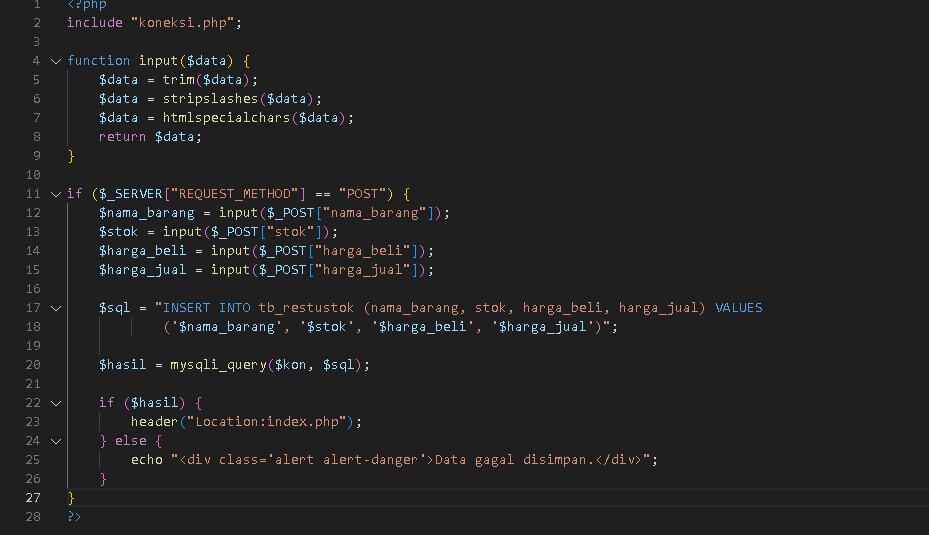 1 <?php
2 include "koneksi.php";
3
4 function input($data) {
5 $data = trim($data);
6 $data = stripslashes($data);
7 $data = htmlspecialchars($data);
8 return $data;
9 }
10
11 if ($_SERVER["REQUEST_METHOD"] == "POST") {
12 $nama_barang = input($_POST["nama_barang"]);
13 $stok = input($_POST["stok"]);
14 $harga_beli = input($_POST["harga_beli"]);
15 $harga_jual = input($_POST["harga_jual"]);
16
17 $sql = "INSERT INTO tb_restustok (nama_barang, stok, harga_beli, harga_jual) VALUES
18 ('$nama_barang', '$stok', '$harga_beli', '$harga_jual')";
19
20 $hasil = mysqli_query($kon, $sql);
21
22 if ($hasil) {
23 header("Location:index.php");
24 } else {
25 echo "<div class='alert alert-danger'>Data gagal disimpan.</div>";
26 }
27 }
28 ?>